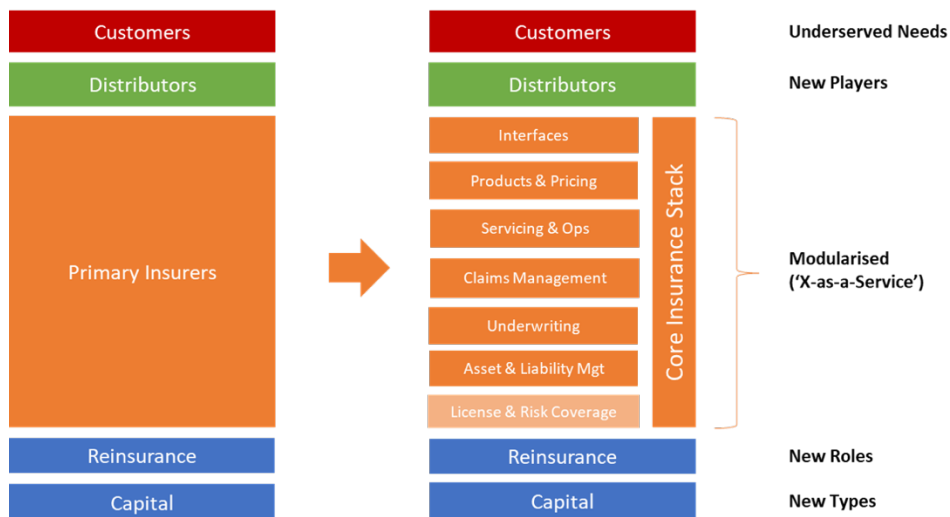 Customers
Distributors
Primary Insurers
Reinsurance
Capital
Customers
Distributors
Interfaces
Products & Pricing
Servicing & Ops
Claims Management
Underwriting
Asset & Liability Mgt
License & Risk Coverage
Core Insurance Stack
Reinsurance
Capital
Underserved Needs
New Players
Modularised
(‘X-as-a-Service’)
New Roles
New Types